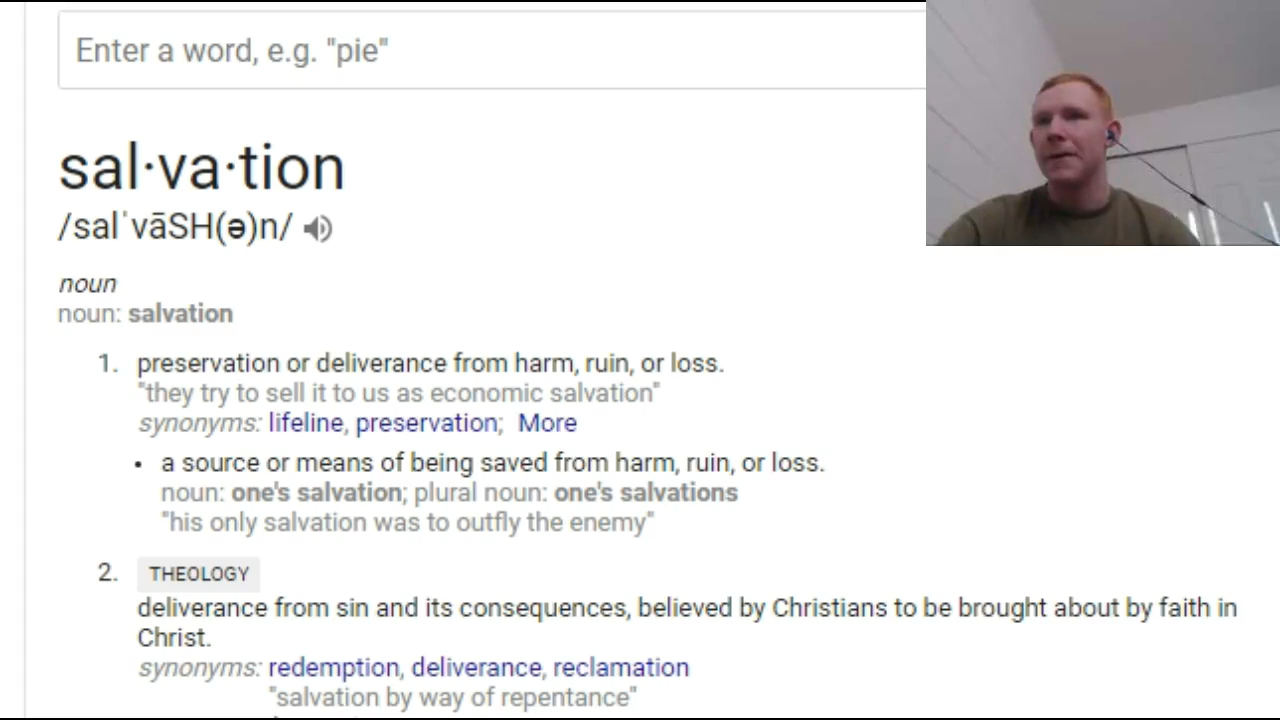 Enter a word, e.g. "pie"
sal·va·tion
/salˈvāSH(ə)n/
noun
noun: salvation
1. preservation or deliverance from harm, ruin, or loss.
"they try to sell it to us as economic salvation"
synonyms: lifeline, preservation; More
• a source or means of being saved from harm, ruin, or loss.
noun: one's salvation; plural noun: one's salvations
"his only salvation was to outfly the enemy"
2. THEOLOGY
deliverance from sin and its consequences, believed by Christians to be brought about by faith in
Christ.
synonyms: redemption, deliverance, reclamation
"salvation by way of repentance"